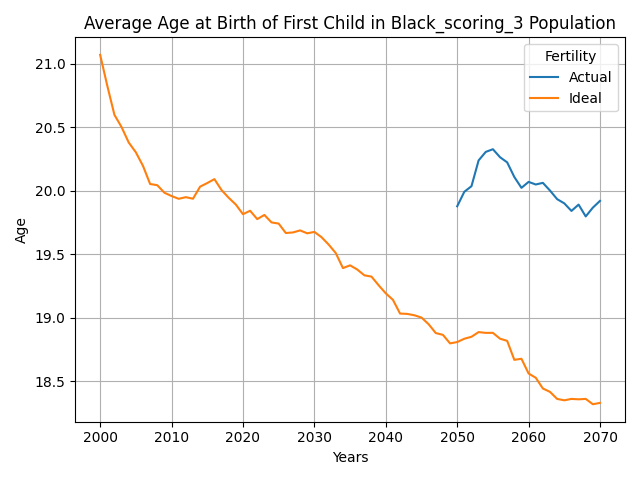 Average Age at Birth of First Child in Black_scoring_3 Population
Fertility
Actual
Ideal
21.0
20.5
20.0
19.5
19.0
18.5
Age
2000 2010 2020 2030 2040 2050 2060 2070
Years